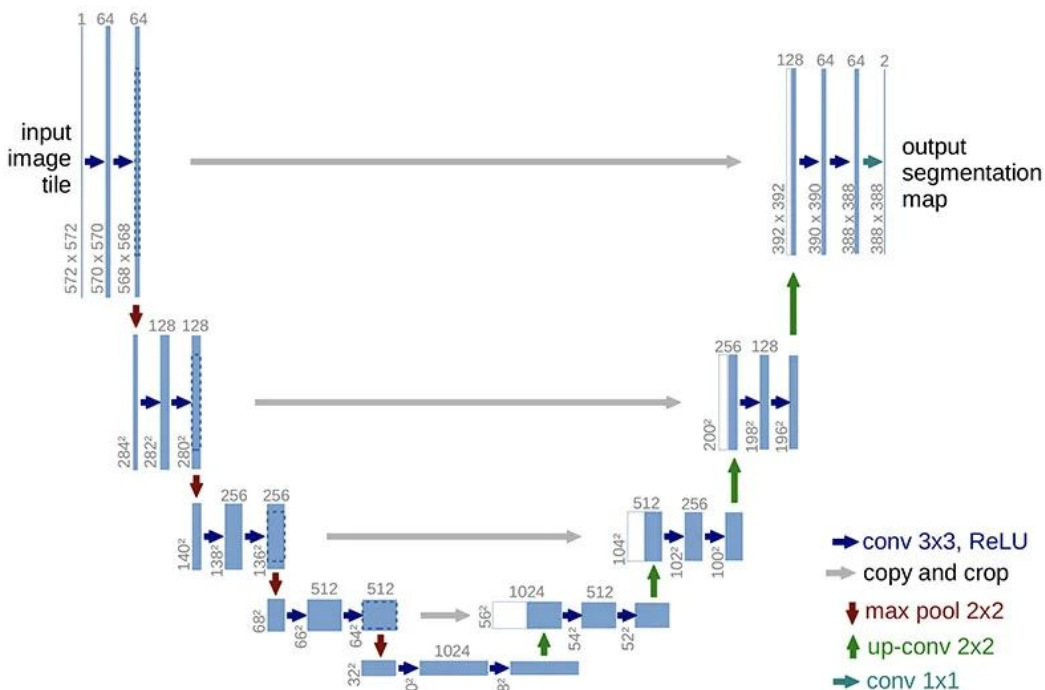 1 64 64
input
image
tile
572 x 572
570 x 570
568 x 568
128 64 64 2
output
segmentation
map
392 x 392
390 x 390
388 x 388
388 x 388
128 128
284²
282²
280²
256 128
200²
198²
196²
256 256
140²
138²
136²
512 256
104²
102²
100²
512 512
68²
66²
64²
1024 512
56²
54²
52²
1024
32²
conv 3x3, ReLU
copy and crop
max pool 2x2
up-conv 2x2
conv 1x1